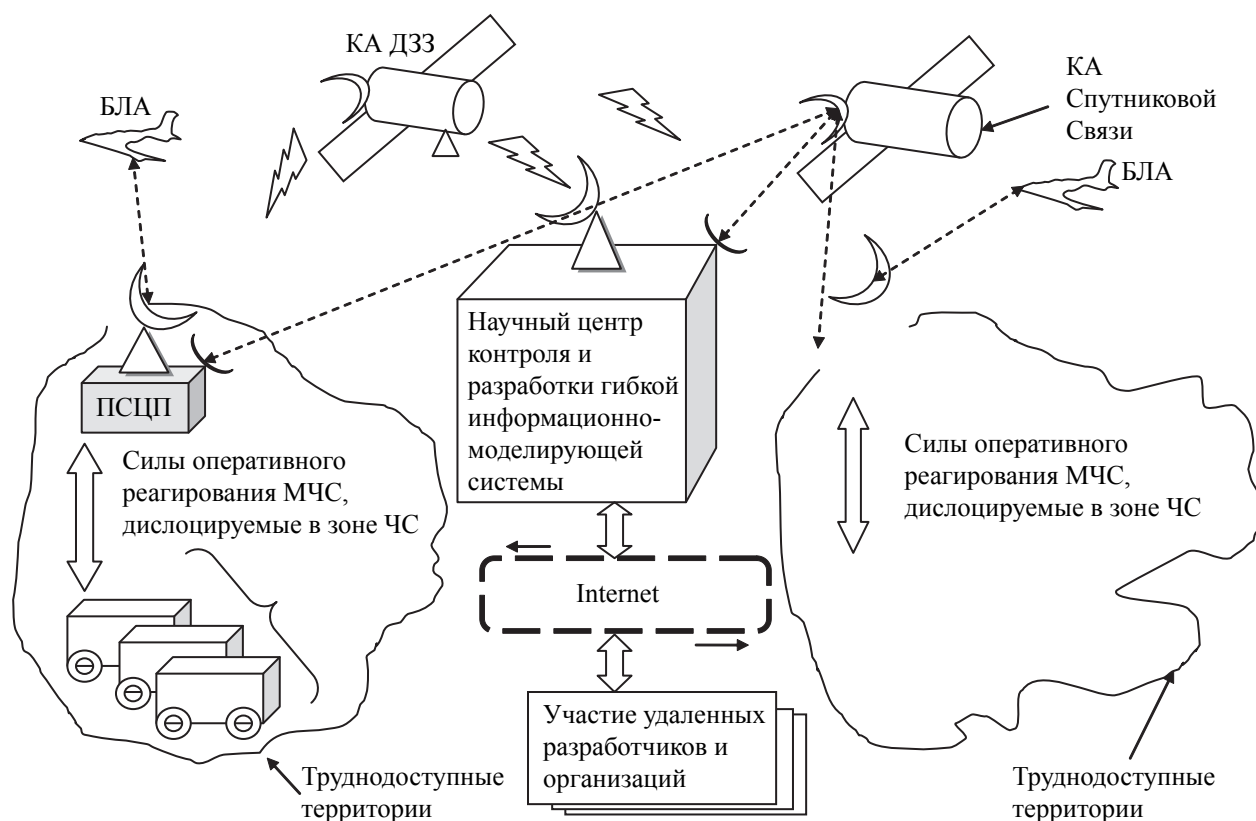 КА ДЗЗ
КА
Спутниковой
Связи
БЛА
БЛА
Научный центр
контроля и
разработки гибкой
информационно-
моделирующей
системы
ПСЦП
Силы оперативного
реагирования МЧС,
дислоцируемые в зоне ЧС
Силы оперативного
реагирования МЧС,
дислоцируемые в зоне ЧС
Internet
Участие удаленных
разработчиков и
организаций
Труднодоступные
территории
Труднодоступные
территории